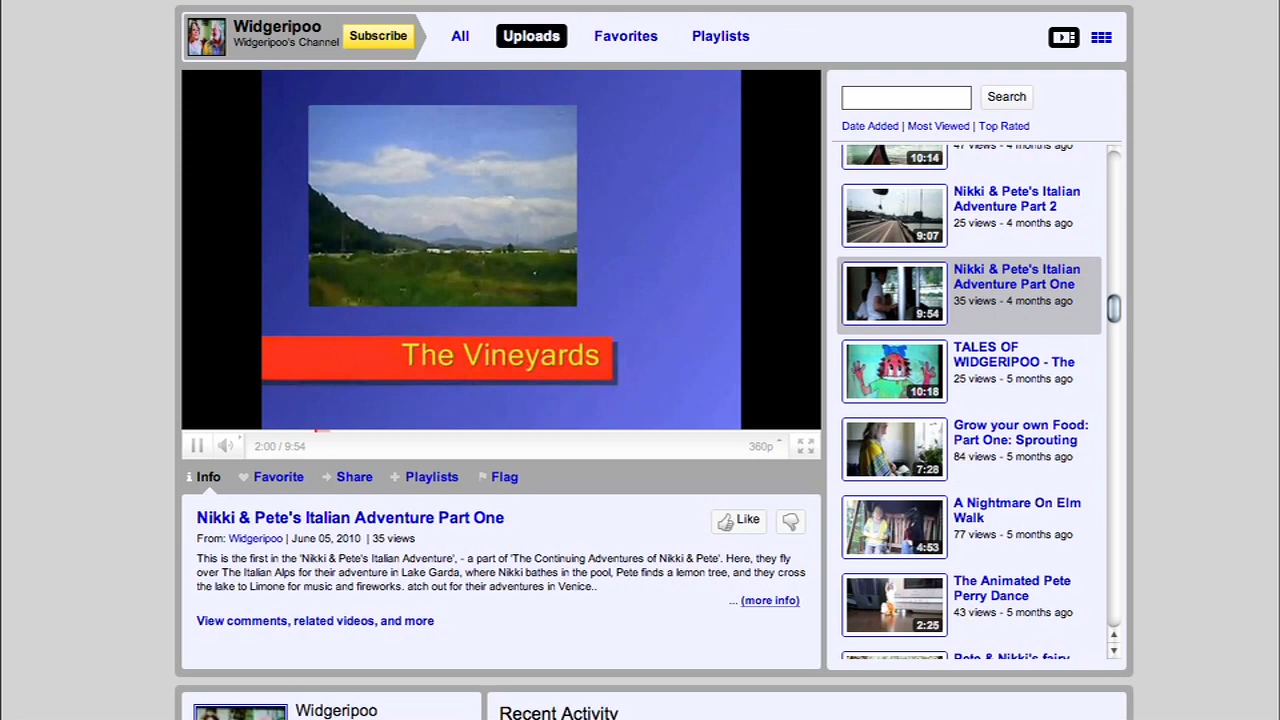 Widgeripoo
Widgeripoo's Channel
Subscribe
All
Uploads
Favorites
Playlists
The Vineyards
2:00 / 9:54
360p
Info
Favorite
Share
Playlists
Flag
Nikki & Pete's Italian Adventure Part One
From: Widgeripoo | June 05, 2010 | 35 views
Like
This is the first in the 'Nikki & Pete's Italian Adventure', - a part of 'The Continuing Adventures of Nikki & Pete'. Here, they fly
over The Italian Alps for their adventure in Lake Garda, where Nikki bathes in the pool, Pete finds a lemon tree, and they cross
the lake to Limone for music and fireworks. atch out for their adventures in Venice..
... (more info)
View comments, related videos, and more
Search
Date Added | Most Viewed | Top Rated
10:14
47 views - 4 months ago
Nikki & Pete's Italian
Adventure Part 2
25 views - 4 months ago
9:07
Nikki & Pete's Italian
Adventure Part One
35 views - 4 months ago
9:54
TALES OF
WIDGERIPOO - The
25 views - 5 months ago
10:18
Grow your own Food:
Part One: Sprouting
84 views - 5 months ago
7:28
A Nightmare On Elm
Walk
77 views - 5 months ago
4:53
The Animated Pete
Perry Dance
43 views - 5 months ago
2:25
Pete & Nikki's fairy
Widgeripoo
Recent Activity